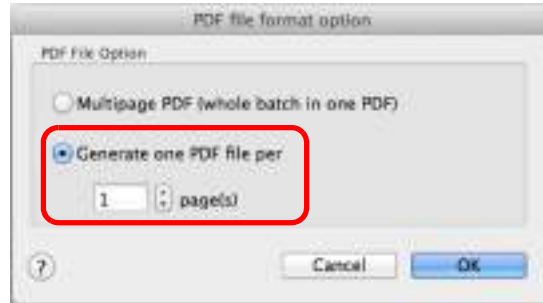 PDF file format option
PDF File Option
Multipage PDF (whole batch in one PDF)
Generate one PDF file per
1 page(s)
? Cancel OK